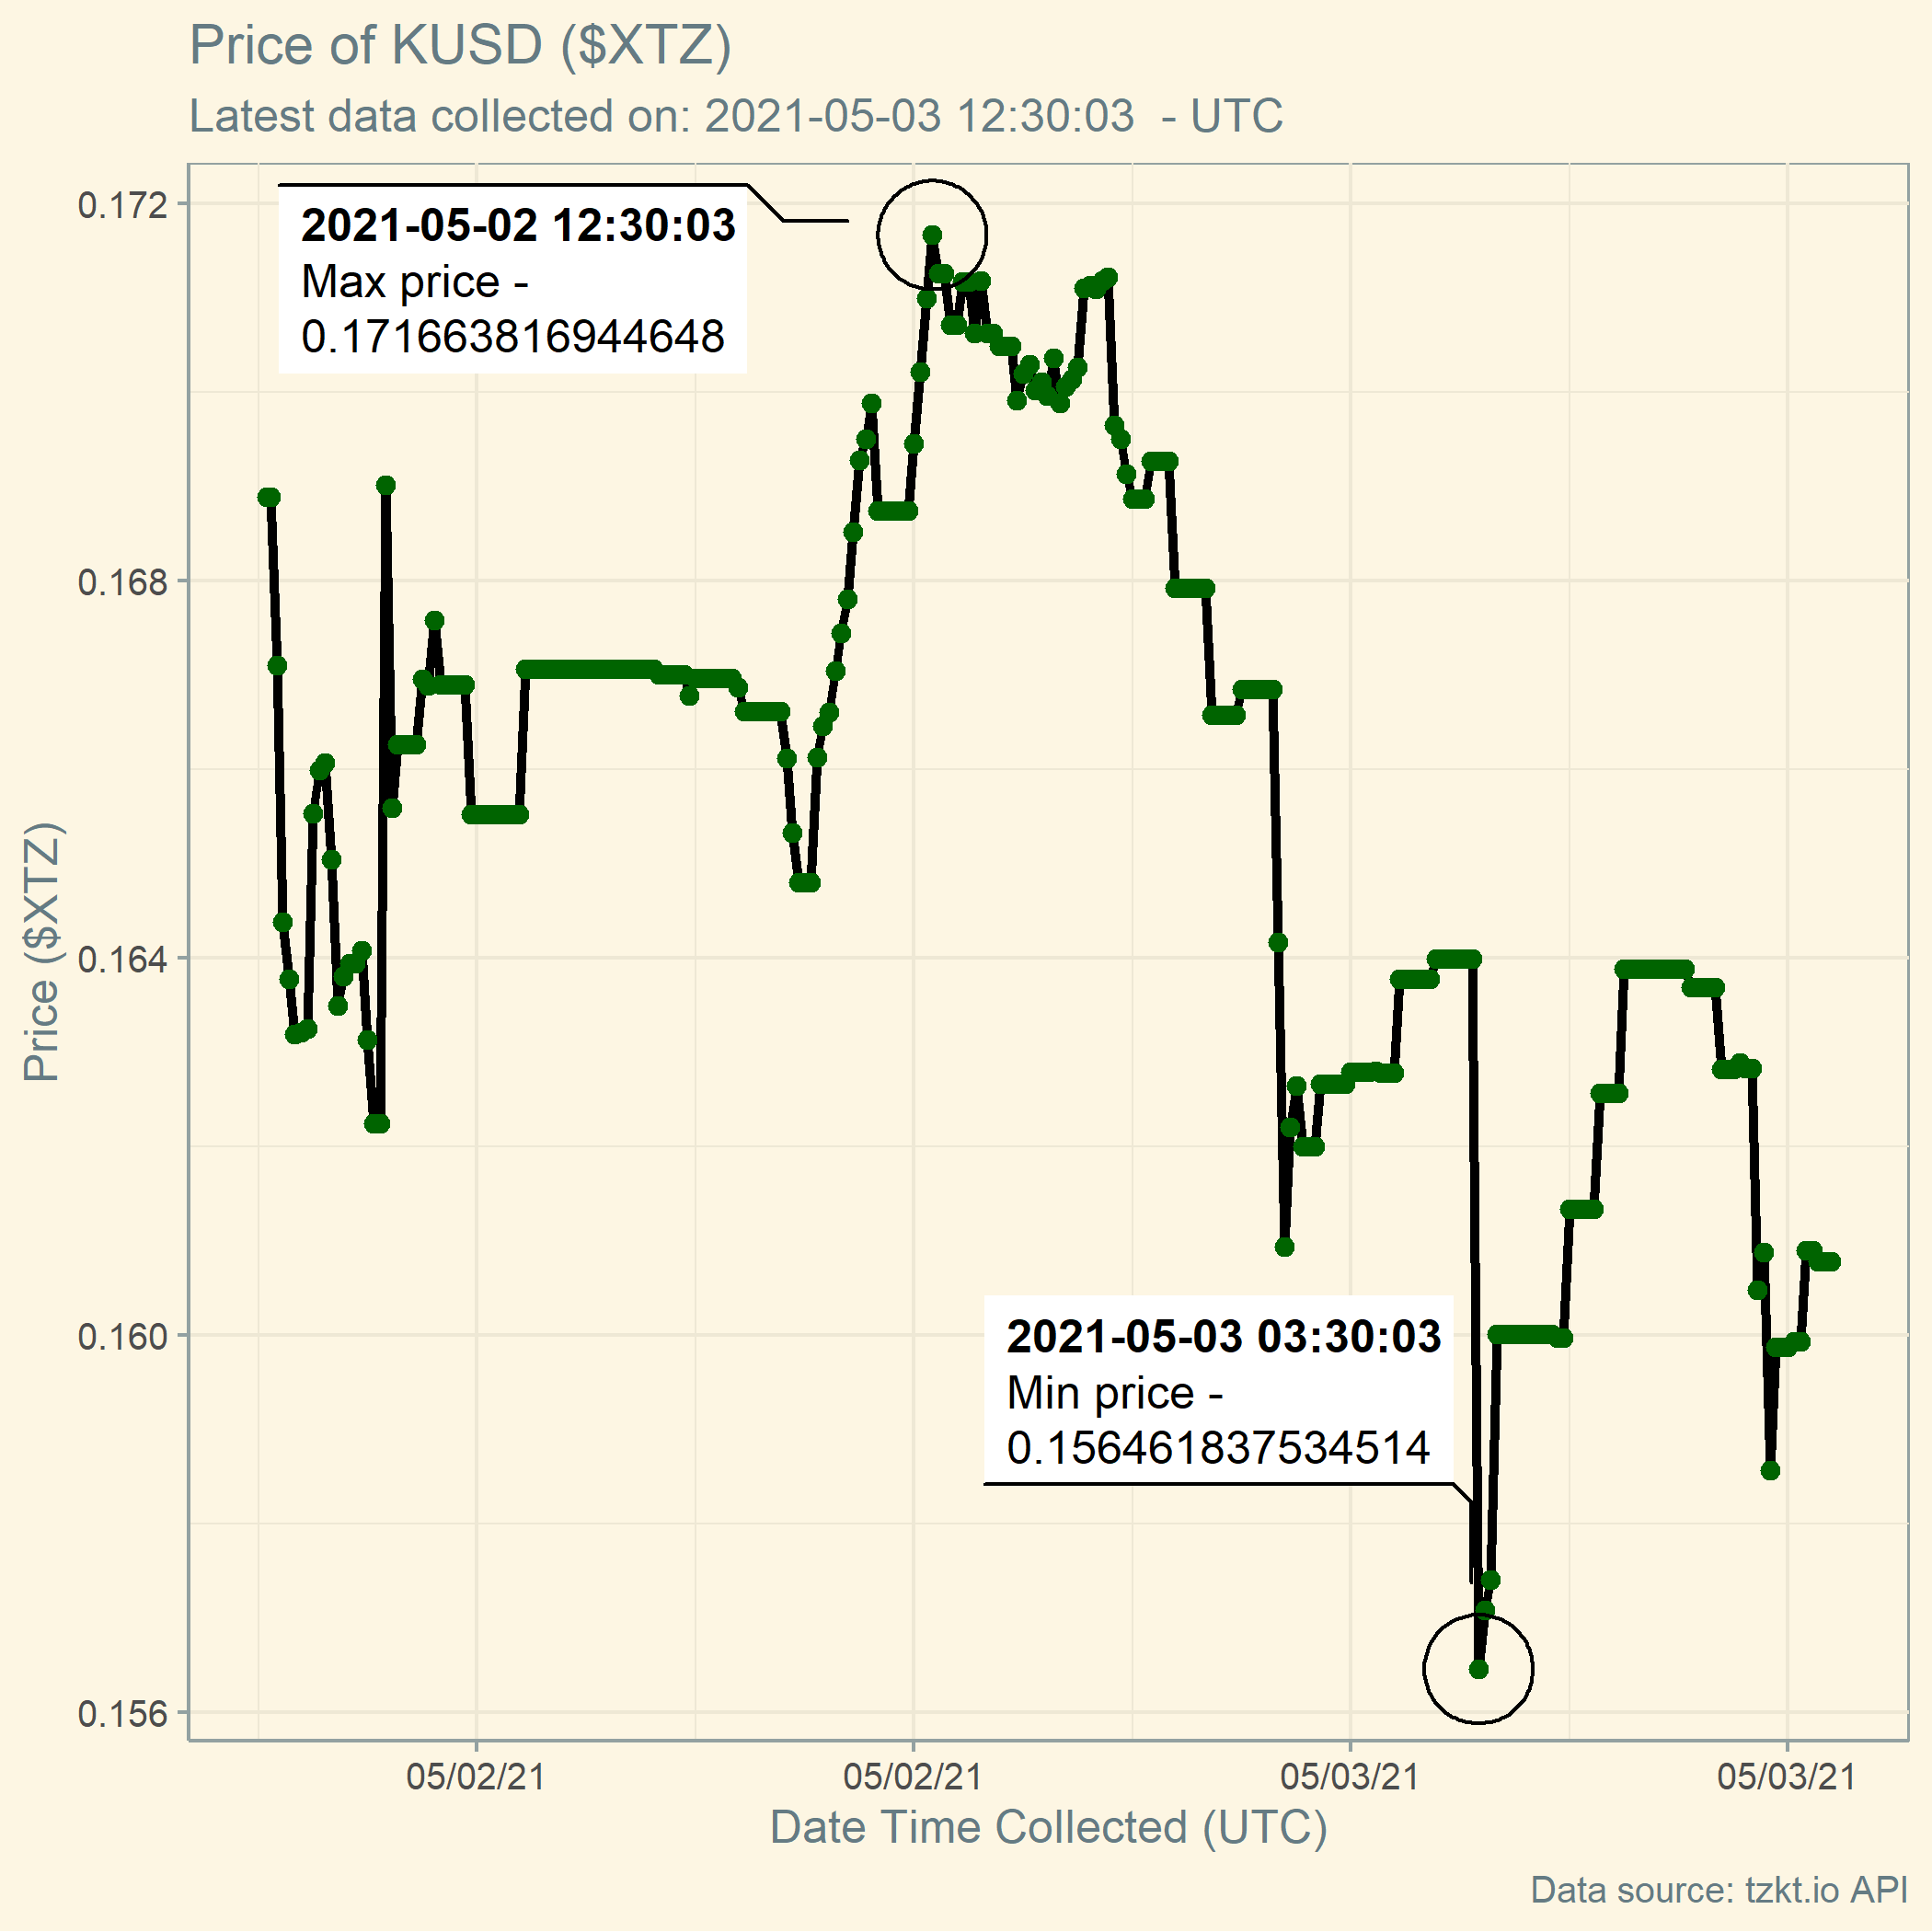 Price of KUSD ($XTZ)
Latest data collected on: 2021-05-03 12:30:03  - UTC
0.172
0.168
0.164
0.160
0.156
Price ($XTZ)
2021-05-02 12:30:03
Max price -
0.171663816944648
2021-05-03 03:30:03
Min price -
0.156461837534514
05/02/21
05/02/21
05/03/21
05/03/21
Date Time Collected (UTC)
Data source: tzkt.io API